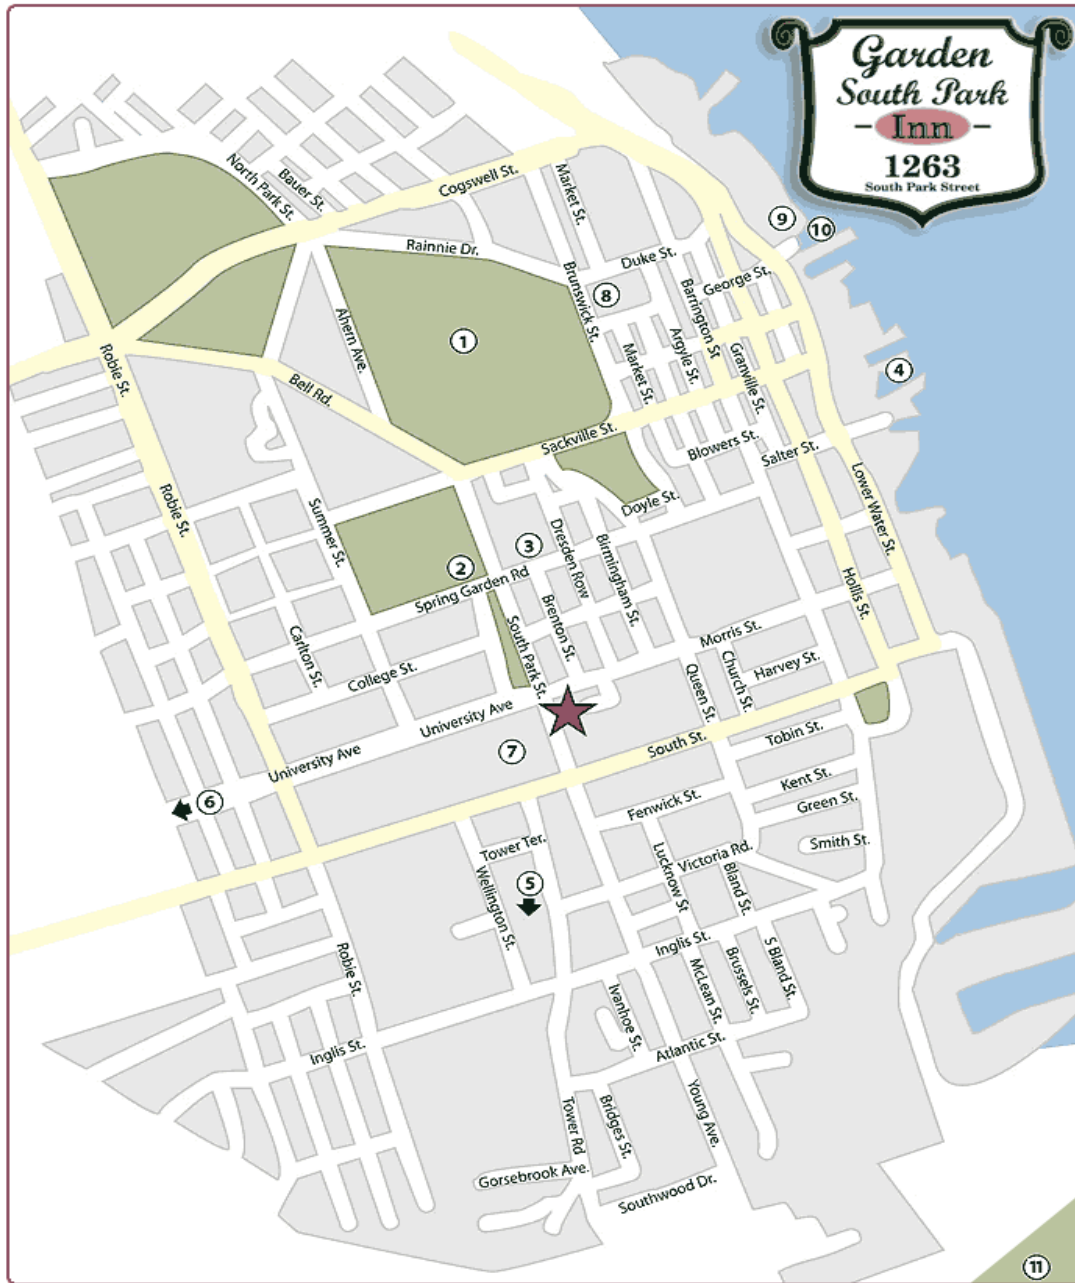 Garden
South Park
- Inn -
1263
South Park Street
North Park St.
Bauer St.
Cogswell St.
Market St.
9
10
Rainnie Dr.
Duke St.
George St.
8
Brunswick St.
Barrington St
Ahern Ave.
1
Argyle St.
Granville St.
Market St.
Robie St.
4
Bell Rd.
Sackville St.
Blowers St.
Salter St.
Robie St.
Summer St.
Doyle St.
Lower Water St.
3
Dresden Row
Birmingham St.
2
Spring Garden Rd
Hollis St.
Brenton St.
South Park St.
Morris St.
Carlton St.
College St.
Church St.
Harvey St.
Queen St.
University Ave
University Ave
7
South St.
Tobin St.
6
Kent St.
Fenwick St.
Green St.
Tower Ter.
Smith St.
Victoria Rd.
5
Lucknow St
Bland St.
Wellington St.
Inglis St.
S Bland St.
Robie St.
McLean St.
Brussels St.
Ivanhoe St.
Inglis St.
Atlantic St.
Tower Rd
Bridges St.
Young Ave.
Gorsebrook Ave.
Southwood Dr.
11